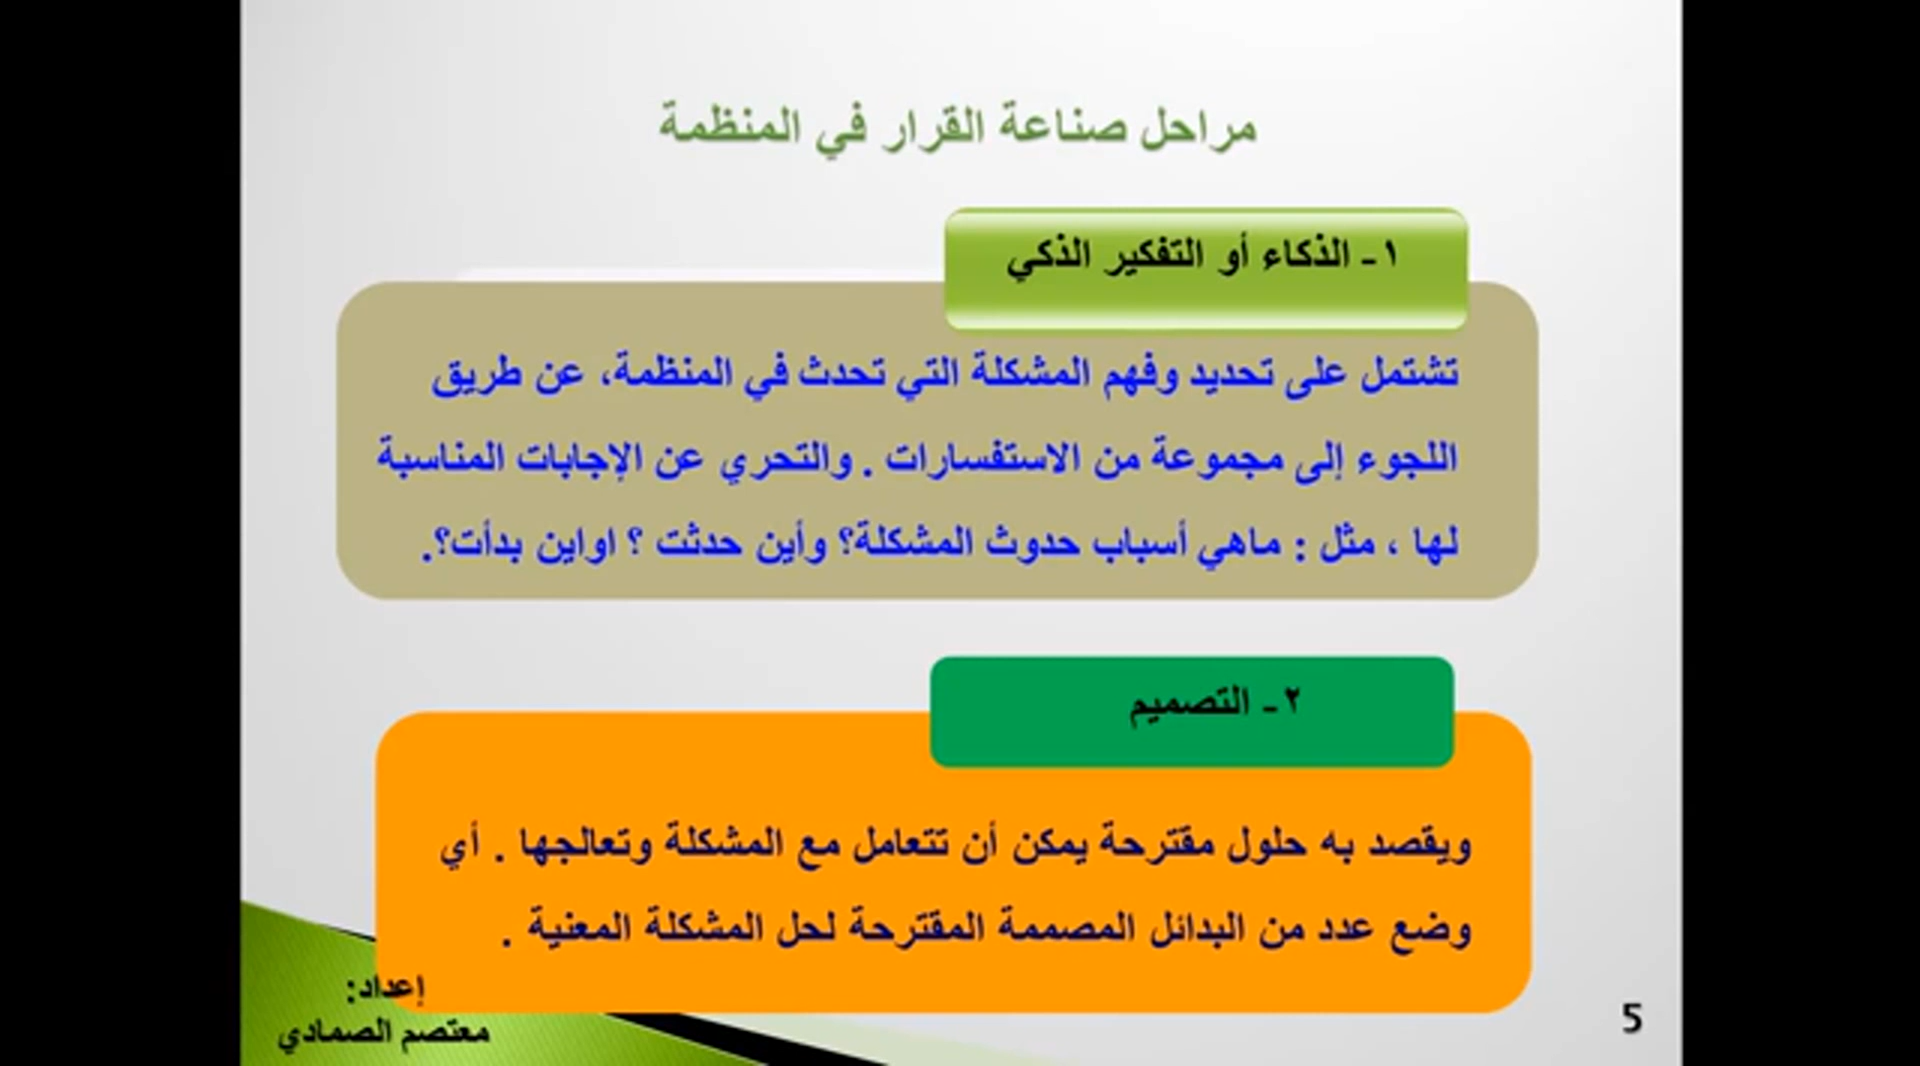 مراحل صناعة القرار في المنظمة
١- الذكاء أو التفكير الذكي
تشتمل على تحديد وفهم المشكلة التي تحدث في المنظمة، عن طريق
اللجوء إلى مجموعة من الاستفسارات . والتحري عن الإجابات المناسبة
لها ، مثل : ماهي أسباب حدوث المشكلة؟ وأين حدثت ؟ اواين بدأت؟.
٢- التصميم
ويقصد به حلول مقترحة يمكن أن تتعامل مع المشكلة وتعالجها . أي
وضع عدد من البدائل المصممة المقترحة لحل المشكلة المعنية .
إعداد:
معتصم الصمادي
5